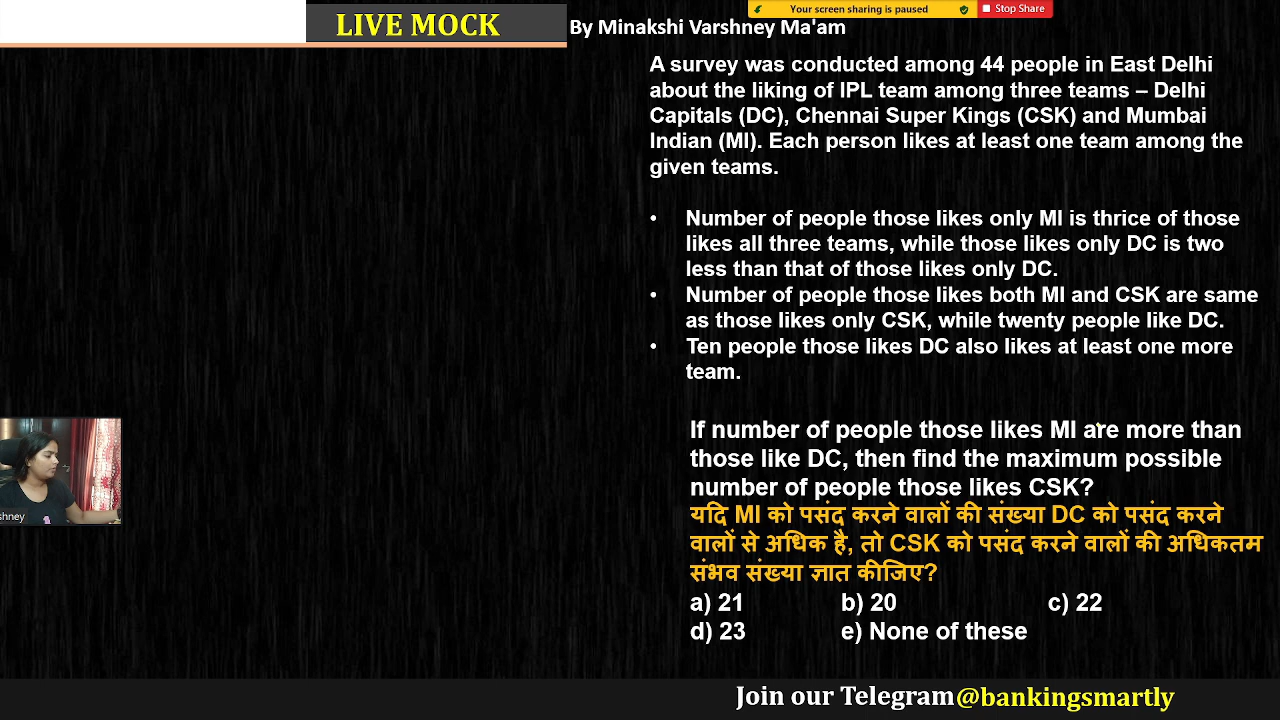 LIVE MOCK
By Minakshi Varshney Ma'am
Your screen sharing is paused
Stop Share
A survey was conducted among 44 people in East Delhi
about the liking of IPL team among three teams – Delhi
Capitals (DC), Chennai Super Kings (CSK) and Mumbai
Indian (MI). Each person likes at least one team among the
given teams.
• Number of people those likes only MI is thrice of those
likes all three teams, while those likes only DC is two
less than that of those likes only DC.
• Number of people those likes both MI and CSK are same
as those likes only CSK, while twenty people like DC.
• Ten people those likes DC also likes at least one more
team.
If number of people those likes MI are more than
those like DC, then find the maximum possible
number of people those likes CSK?
यदि MI को पसंद करने वालों की संख्या DC को पसंद करने
वालों से अधिक है, तो CSK को पसंद करने वालों की अधिकतम
संभव संख्या ज्ञात कीजिए?
a) 21 b) 20 c) 22
d) 23 e) None of these
shney
Join our Telegram@bankingsmartly